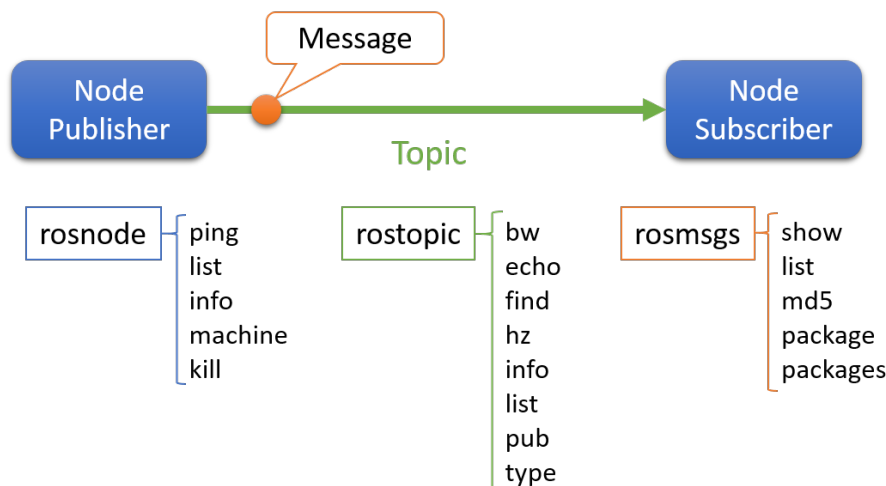 Message
Node
Publisher
Node
Subscriber
Topic
rosnode
ping
list
info
machine
kill
rostopic
bw
echo
find
hz
info
list
pub
type
rosmsgs
show
list
md5
package
packages